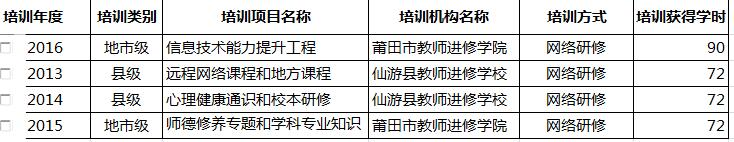 培训年度 培训类别 培训项目名称 培训机构名称 培训方式 培训获得学时
2016 地市级 信息技术能力提升工程 莆田市教师进修学院 网络研修 90
2013 县级 远程网络课程和地方课程 仙游县教师进修学校 网络研修 72
2014 县级 心理健康通识和校本研修 仙游县教师进修学校 网络研修 72
2015 地市级 师德修养专题和学科专业知识 莆田市教师进修学院 网络研修 72